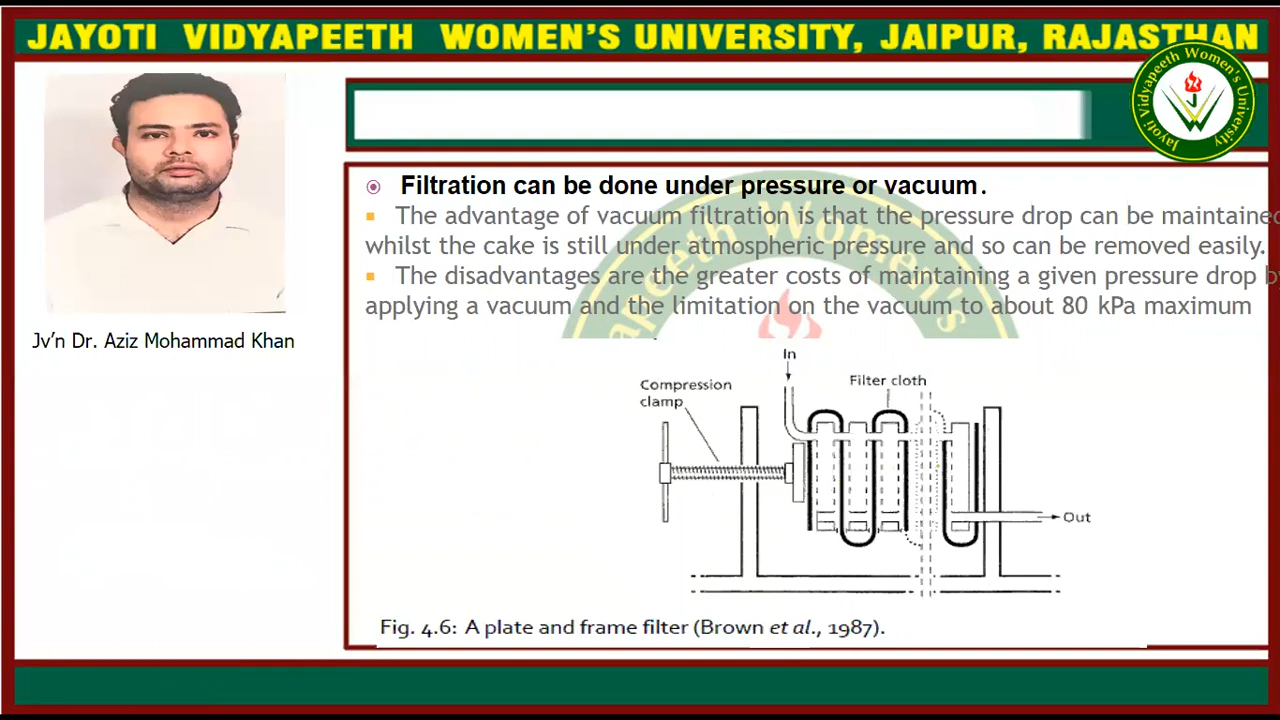 JAYOTI VIDYAPEETH WOMEN'S UNIVERSITY, JAIPUR, RAJASTHAN
Jayoti Vidyapeeth Women's University
Filtration can be done under pressure or vacuum.
The advantage of vacuum filtration is that the pressure drop can be maintained
whilst the cake is still under atmospheric pressure and so can be removed easily.
The disadvantages are the greater costs of maintaining a given pressure drop by
applying a vacuum and the limitation on the vacuum to about 80 kPa maximum
Jv'n Dr. Aziz Mohammad Khan
In
Compression
clamp
Filter cloth
Out
Fig. 4.6: A plate and frame filter (Brown et al., 1987).